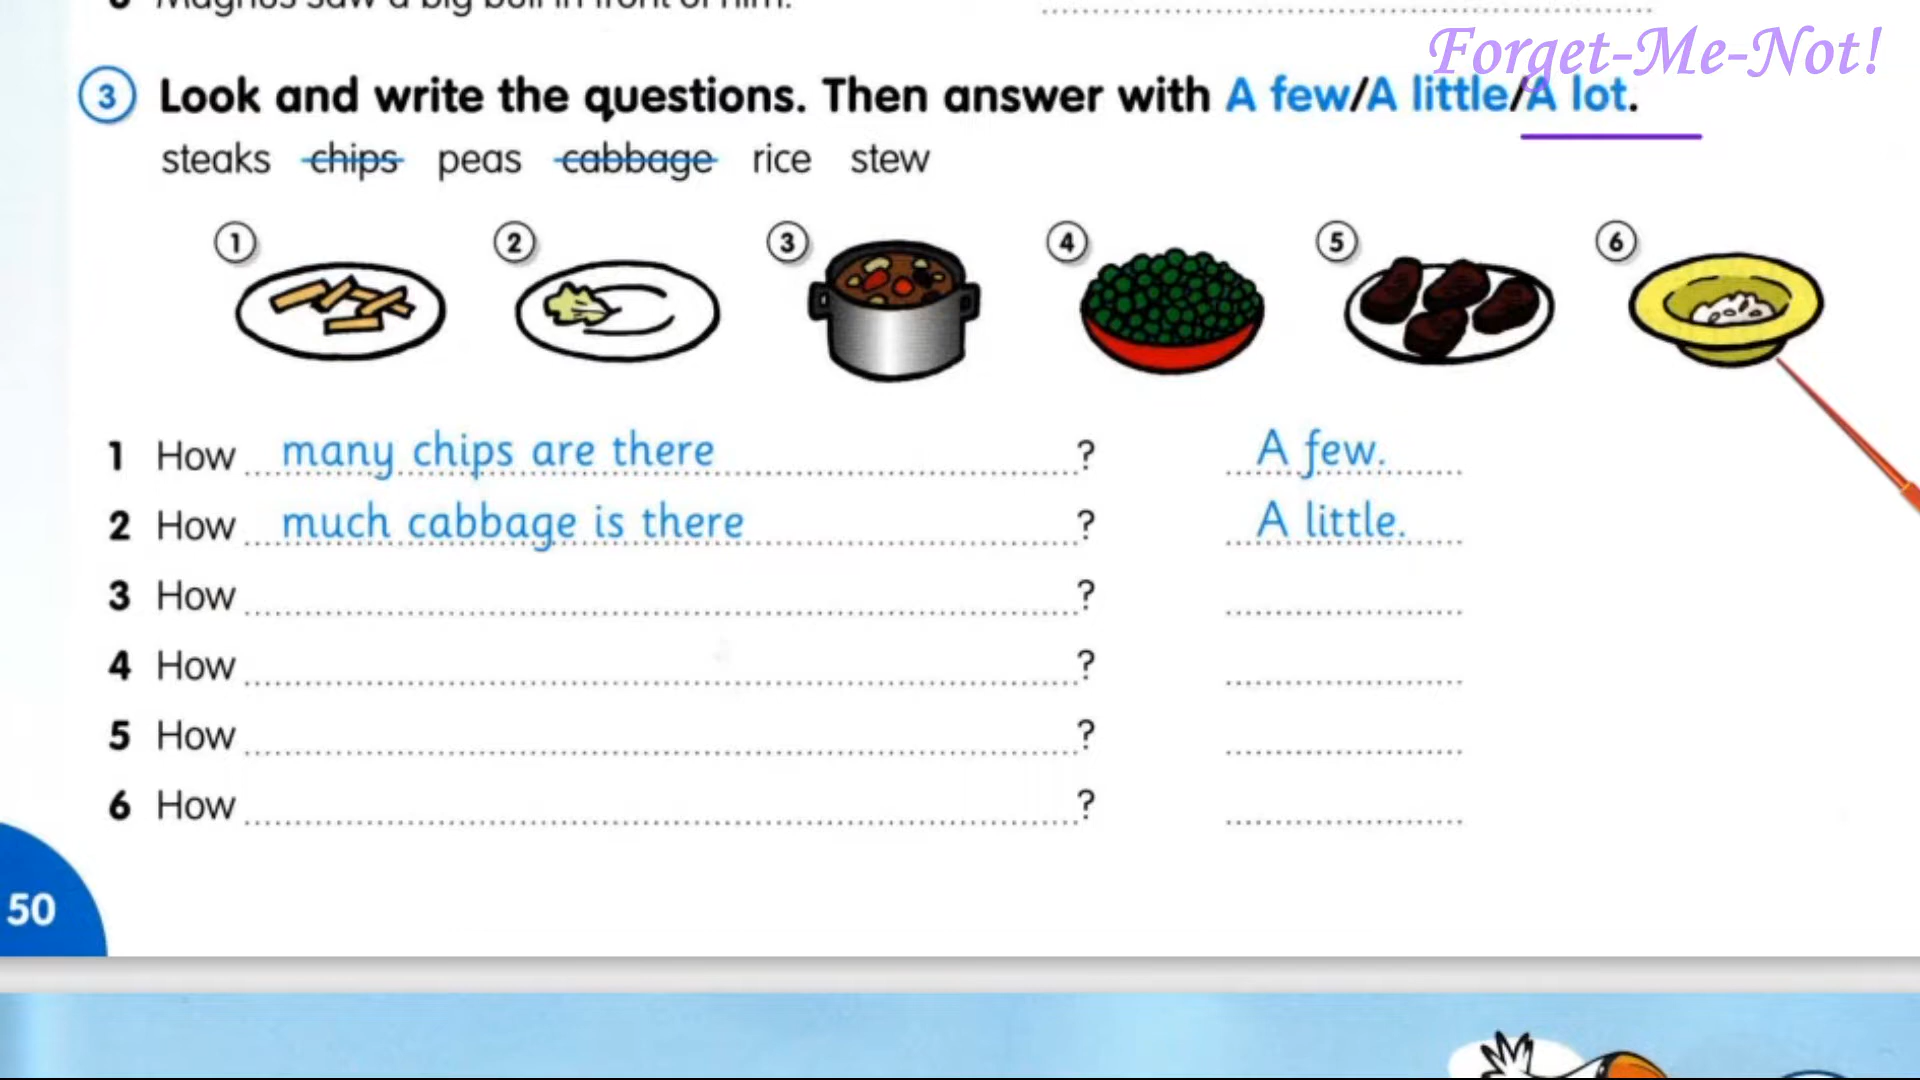 Forget-Me-Not!
3 Look and write the questions. Then answer with A few/A little/A lot.
steaks chips peas cabbage rice stew
1 2 3 4 5 6
1 How many chips are there ? A few.
2 How much cabbage is there ? A little.
3 How ?
4 How ?
5 How ?
6 How ?
50